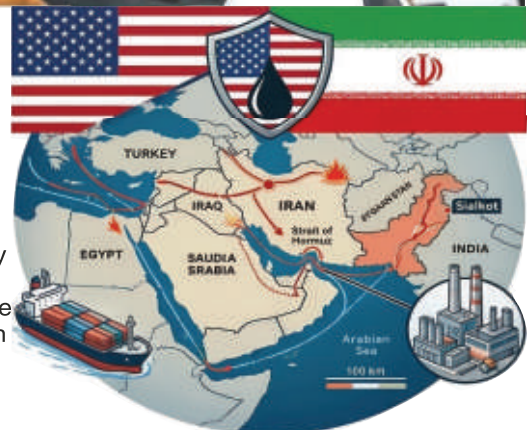 TURKEY
IRAQ
IRAN
AFGHANISTAN
Sialkot
Strait of
Hormuz
EGYPT
SAUDIA
SRABIA
INDIA
y
e
n
Arabian
Sea
100 km